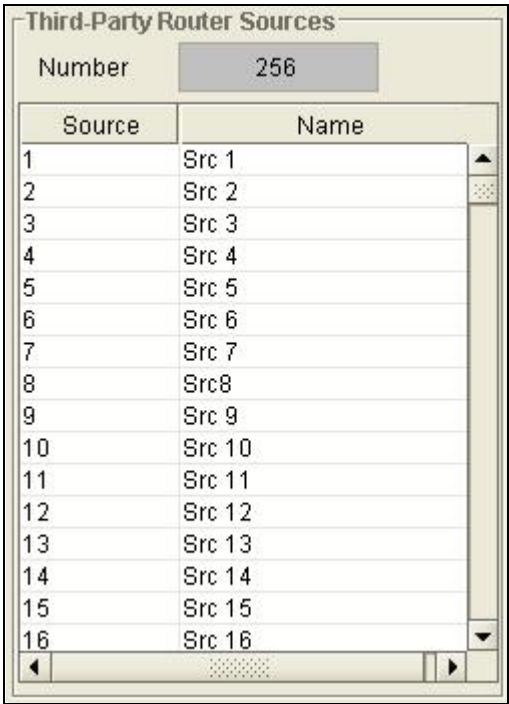 Third-Party Router Sources
Number 256
Source Name
1 Src 1
2 Src 2
3 Src 3
4 Src 4
5 Src 5
6 Src 6
7 Src 7
8 Src8
9 Src 9
10 Src 10
11 Src 11
12 Src 12
13 Src 13
14 Src 14
15 Src 15
16 Src 16